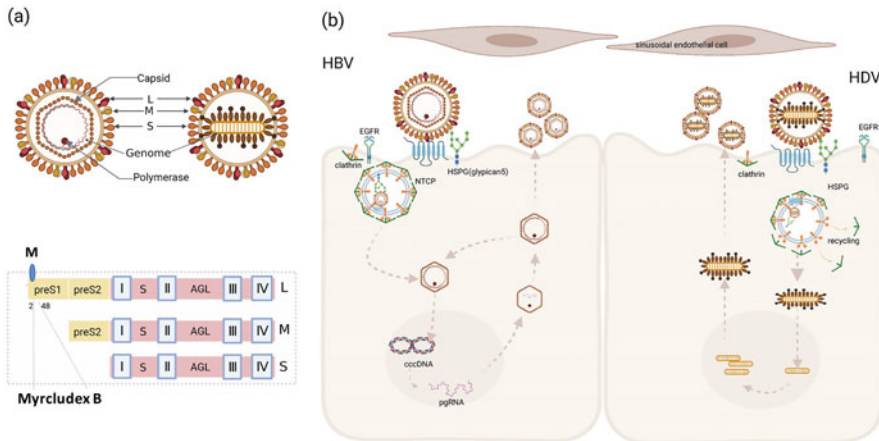 (a)
Capsid
L
M
S
Genome
Polymerase
M
preS1 preS2 I S II AGL III IV L
2 48
preS2 I S II AGL III IV M
I S II AGL III IV S
Myrcludex B
(b)
sinusoidal endothelial cell
HBV
HDV
EGFR
clathrin
NTCP
HSPG(glypican5)
cccDNA
pgRNA
EGFR
clathrin
HSPG
recycling